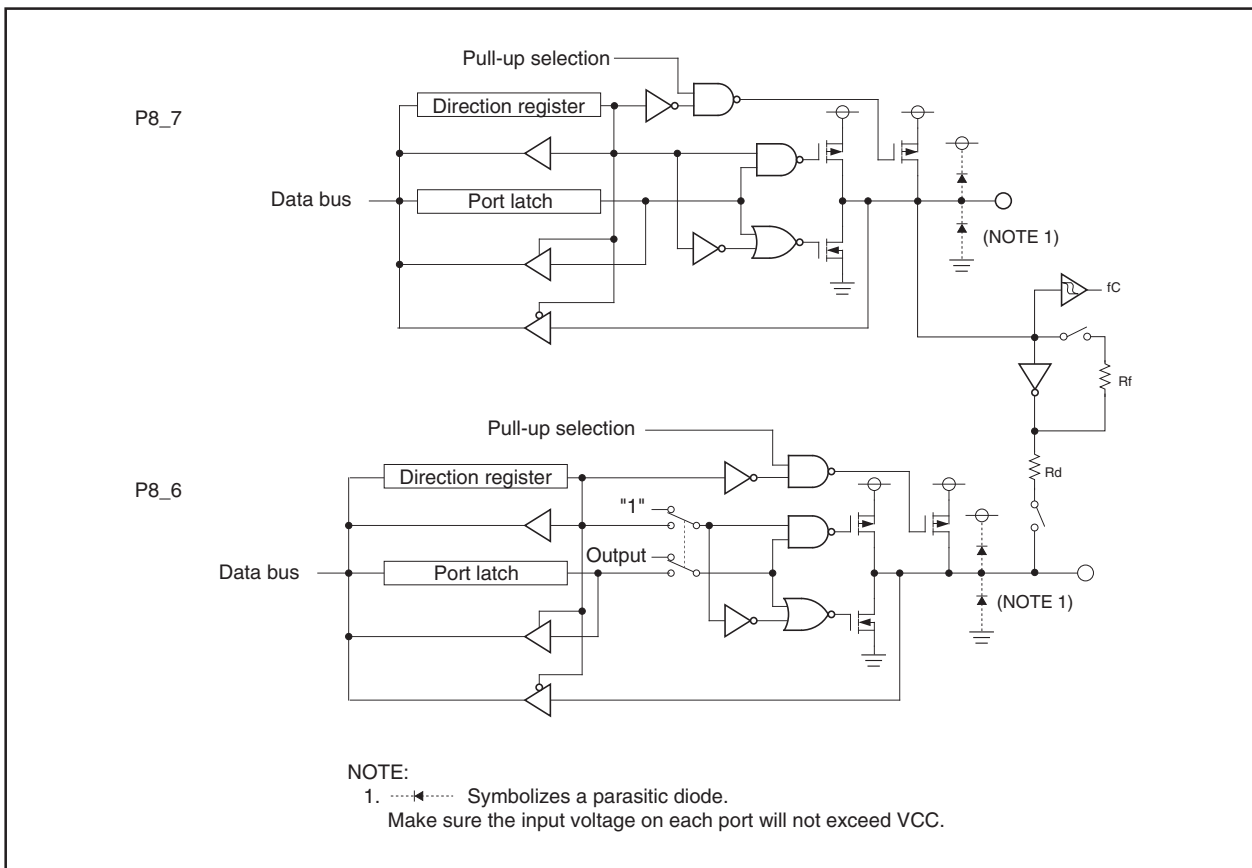 Pull-up selection
P8_7
Direction register
Data bus
Port latch
(NOTE 1)
fC
Rf
Pull-up selection
Rd
P8_6
Direction register
"1"
Output
Data bus
Port latch
(NOTE 1)
NOTE:
1. Symbolizes a parasitic diode.
Make sure the input voltage on each port will not exceed VCC.